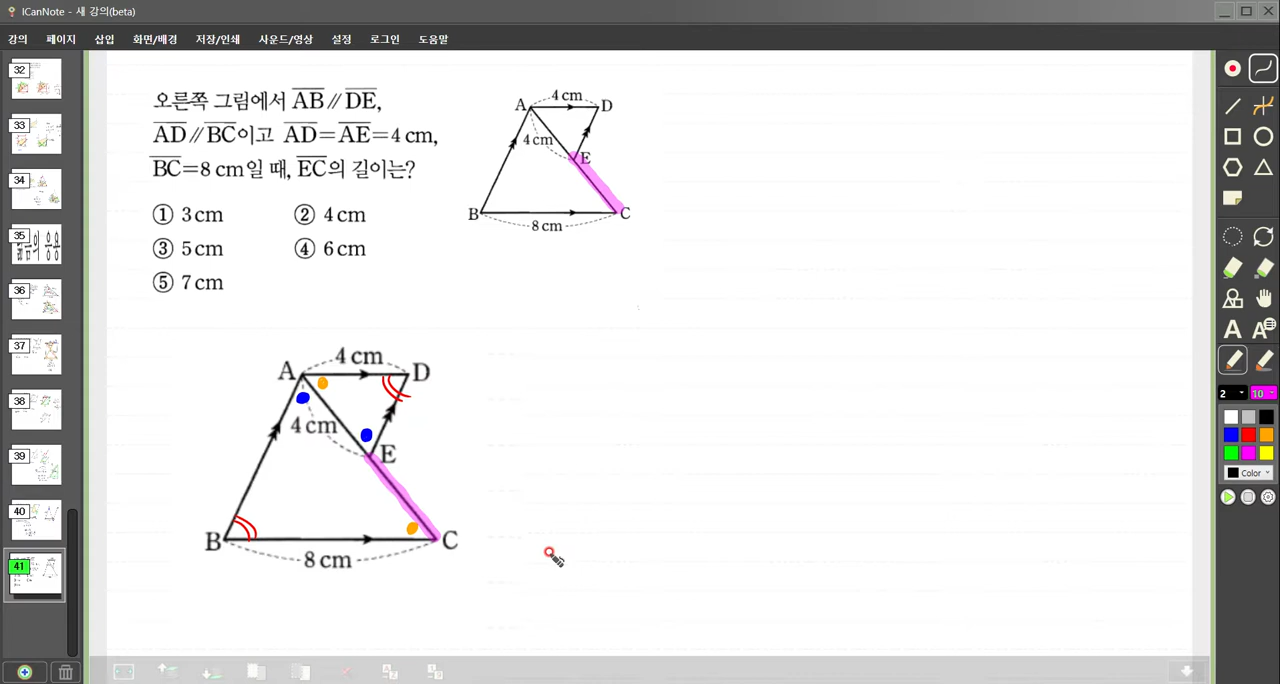 ICanNote - 새 강의(beta)
강의 페이지 삽입 화면/배경 저장/인쇄 사운드/영상 설정 로그인 도움말
32
33
34
35
36
37
38
39
40
41
오른쪽 그림에서 AB∥DE,
AD∥BC이고 AD=AE=4 cm,
BC=8 cm일 때, EC의 길이는?
① 3 cm ② 4 cm
③ 5 cm ④ 6 cm
⑤ 7 cm
4 cm
A D
4 cm
E
B C
8 cm
4 cm
A D
4 cm
E
B C
8 cm
A A
2 10
Color